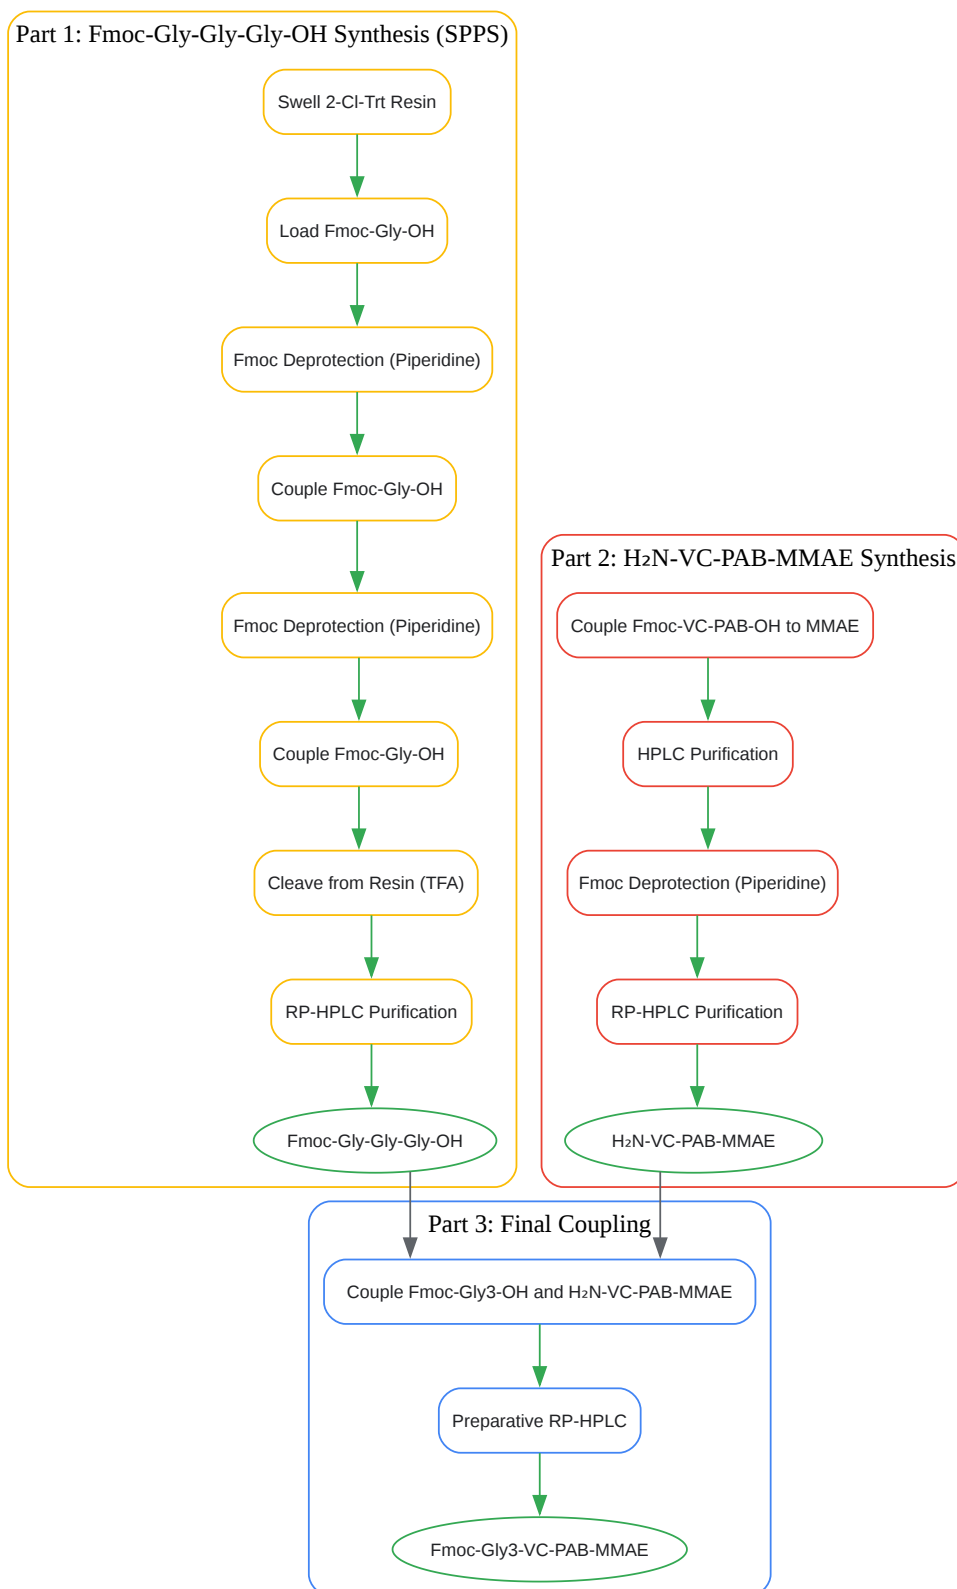 Part 1: Fmoc-Gly-Gly-Gly-OH Synthesis (SPPS)
Swell 2-Cl-Trt Resin
Load Fmoc-Gly-OH
Fmoc Deprotection (Piperidine)
Couple Fmoc-Gly-OH
Fmoc Deprotection (Piperidine)
Couple Fmoc-Gly-OH
Cleave from Resin (TFA)
RP-HPLC Purification
Fmoc-Gly-Gly-Gly-OH
Part 2: H₂N-VC-PAB-MMAE Synthesis
Couple Fmoc-VC-PAB-OH to MMAE
HPLC Purification
Fmoc Deprotection (Piperidine)
RP-HPLC Purification
H₂N-VC-PAB-MMAE
Part 3: Final Coupling
Couple Fmoc-Gly3-OH and H₂N-VC-PAB-MMAE
Preparative RP-HPLC
Fmoc-Gly3-VC-PAB-MMAE